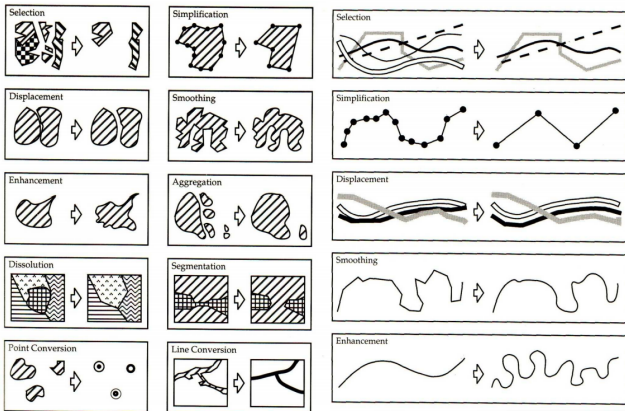 Selection
Displacement
Enhancement
Dissolution
Point Conversion
Simplification
Smoothing
Aggregation
Segmentation
Line Conversion
Selection
Simplification
Displacement
Smoothing
Enhancement